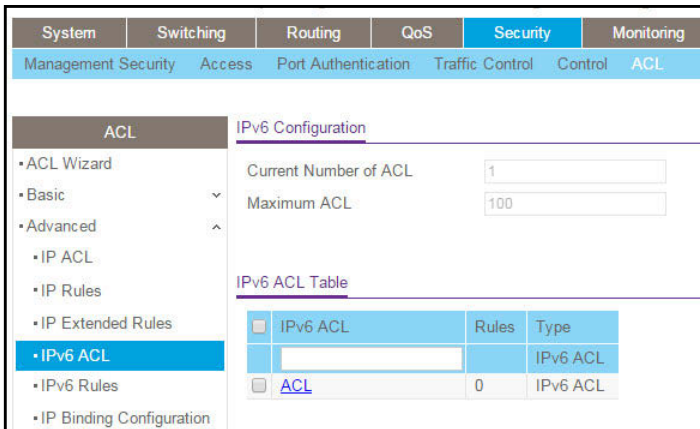 System Switching Routing QoS Security Monitoring
Management Security Access Port Authentication Traffic Control Control ACL
ACL
ACL Wizard
Basic
Advanced
IP ACL
IP Rules
IP Extended Rules
IPv6 ACL
IPv6 Rules
IP Binding Configuration
IPv6 Configuration
Current Number of ACL 1
Maximum ACL 100
IPv6 ACL Table
IPv6 ACL Rules Type
IPv6 ACL
ACL 0 IPv6 ACL